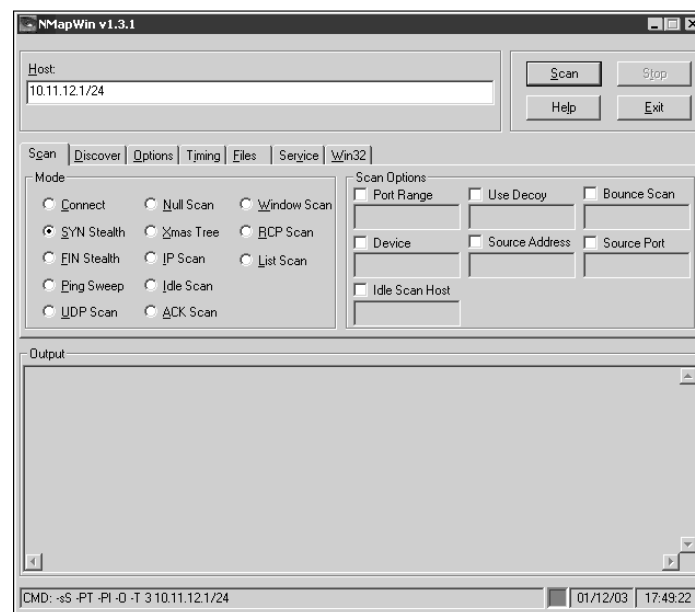 NMapWin v1.3.1
Host:
10.11.12.1/24
Scan
Stop
Help
Exit
Scan Discover Options Timing Files Service Win32
Mode
Connect Null Scan Window Scan
SYN Stealth Xmas Tree RCP Scan
FIN Stealth IP Scan List Scan
Ping Sweep Idle Scan
UDP Scan ACK Scan
Scan Options
Port Range Use Decoy Bounce Scan
Device Source Address Source Port
Idle Scan Host
Output
CMD: -sS -PT -PI -O -T 3 10.11.12.1/24 01/12/03 17:49:22